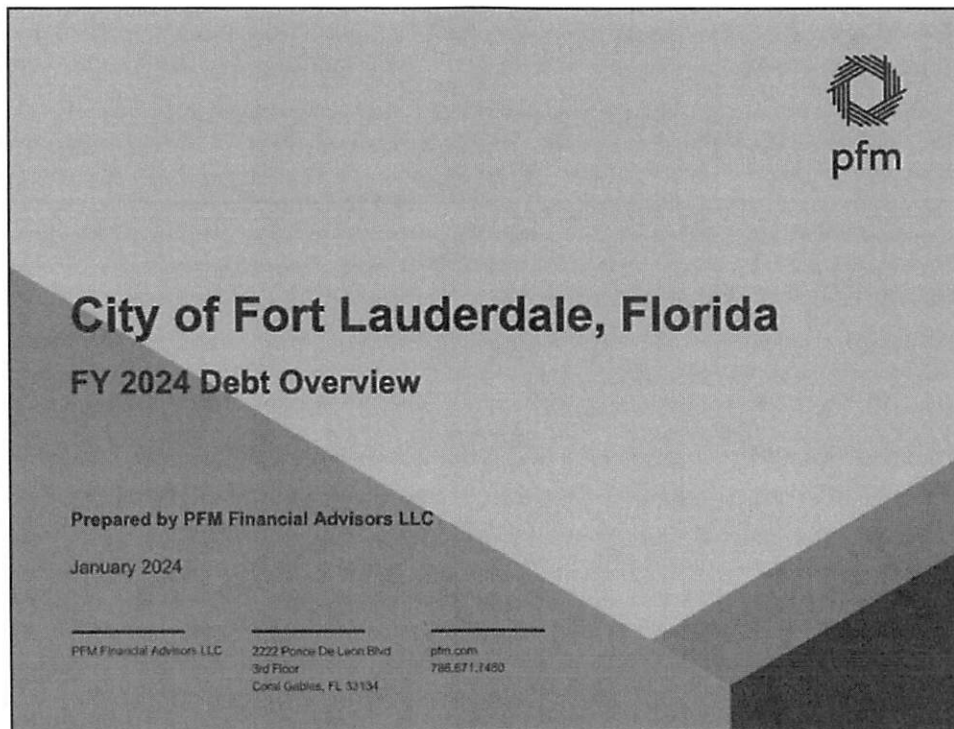 pfm
City of Fort Lauderdale, Florida
FY 2024 Debt Overview
Prepared by PFM Financial Advisors LLC
January 2024
PFM Financial Advisors LLC
2222 Ponce De Leon Blvd
3rd Floor
Coral Gables, FL 33134
pfm.com
786.671.7480